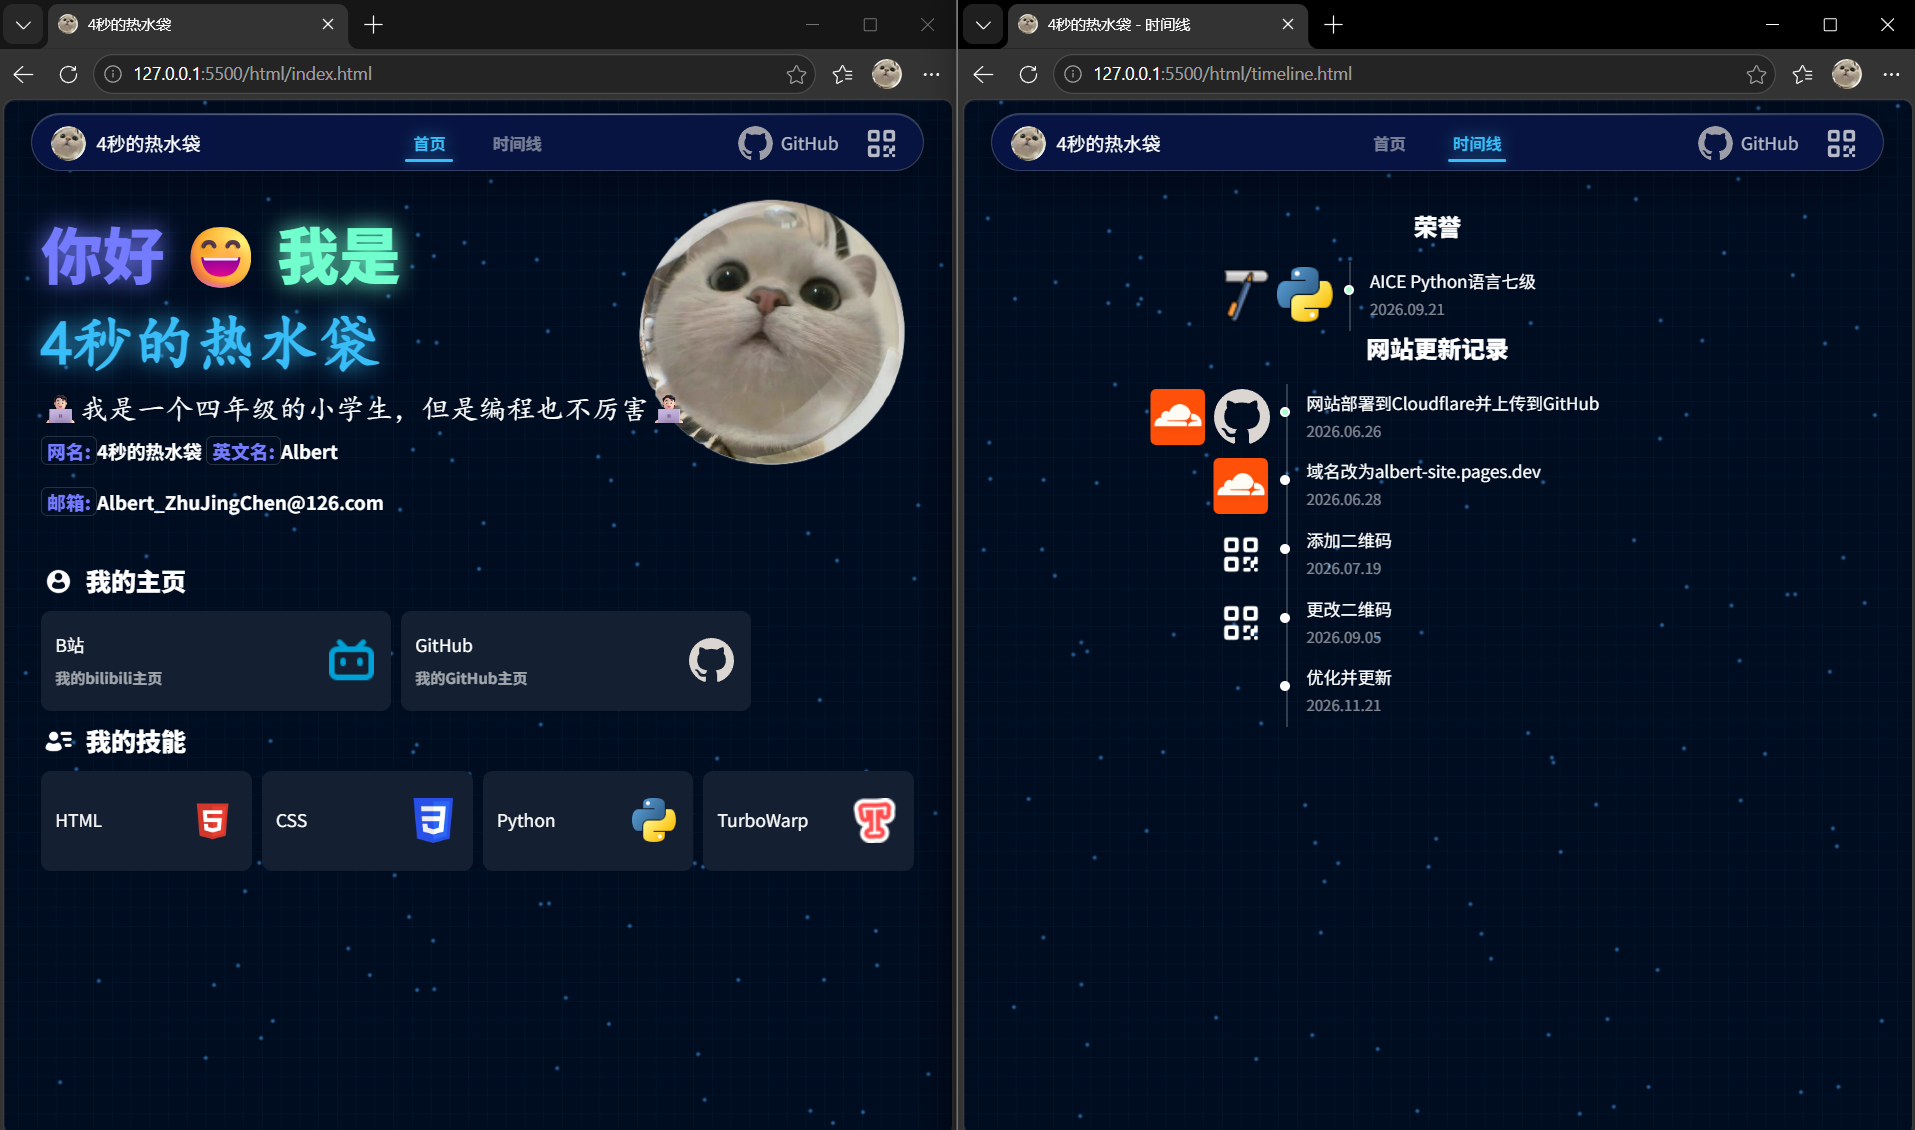 4秒的热水袋
127.0.0.1:5500/html/index.html
4秒的热水袋
首页
时间线
GitHub
你好 😄 我是
4秒的热水袋
我是一个四年级的小学生，但是编程也不厉害
网名: 4秒的热水袋 英文名: Albert
邮箱: Albert_ZhuJingChen@126.com
我的主页
B站
我的bilibili主页
GitHub
我的GitHub主页
我的技能
HTML
CSS
Python
TurboWarp
4秒的热水袋 - 时间线
127.0.0.1:5500/html/timeline.html
4秒的热水袋
首页
时间线
GitHub
荣誉
AICE Python语言七级
2026.09.21
网站更新记录
网站部署到Cloudflare并上传到GitHub
2026.06.26
域名改为albert-site.pages.dev
2026.06.28
添加二维码
2026.07.19
更改二维码
2026.09.05
优化并更新
2026.11.21